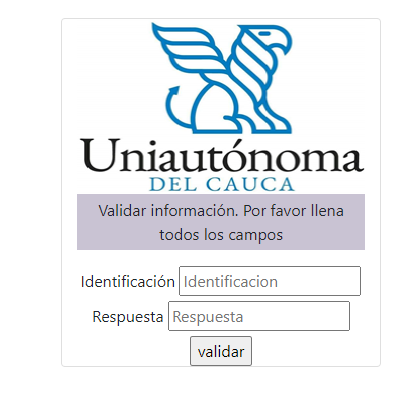 Uniautónoma
DEL CAUCA
Validar información. Por favor llena
todos los campos
Identificación Identificacion
Respuesta Respuesta
validar